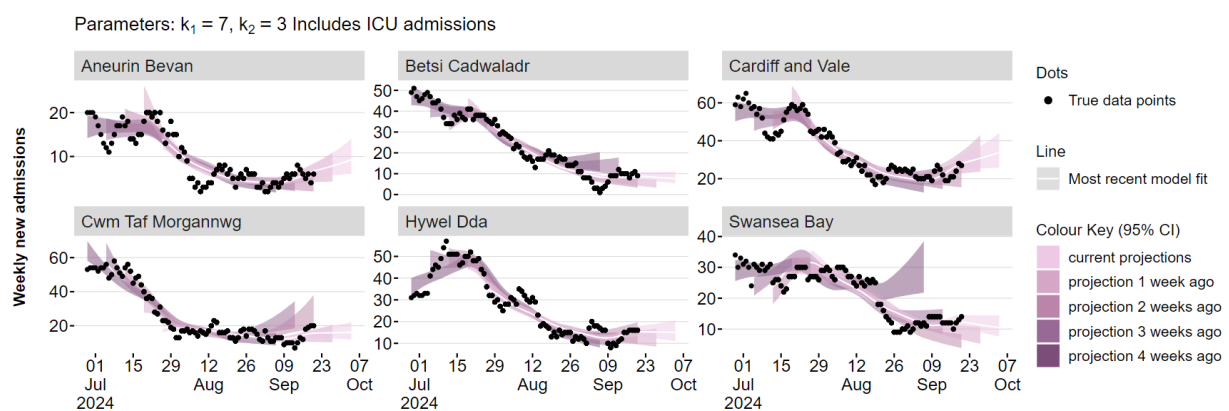 Parameters: k₁ = 7, k₂ = 3 Includes ICU admissions
Weekly new admissions
Aneurin Bevan
20
10
Betsi Cadwaladr
50
40
30
20
10
0
Cardiff and Vale
60
40
20
Cwm Taf Morgannwg
60
40
20
01 15 29 12 26 09 23 07
Jul Aug Sep Oct
2024
Hywel Dda
50
40
30
20
10
01 15 29 12 26 09 23 07
Jul Aug Sep Oct
2024
Swansea Bay
40
30
20
10
01 15 29 12 26 09 23 07
Jul Aug Sep Oct
2024
Dots
True data points
Line
Most recent model fit
Colour Key (95% CI)
current projections
projection 1 week ago
projection 2 weeks ago
projection 3 weeks ago
projection 4 weeks ago